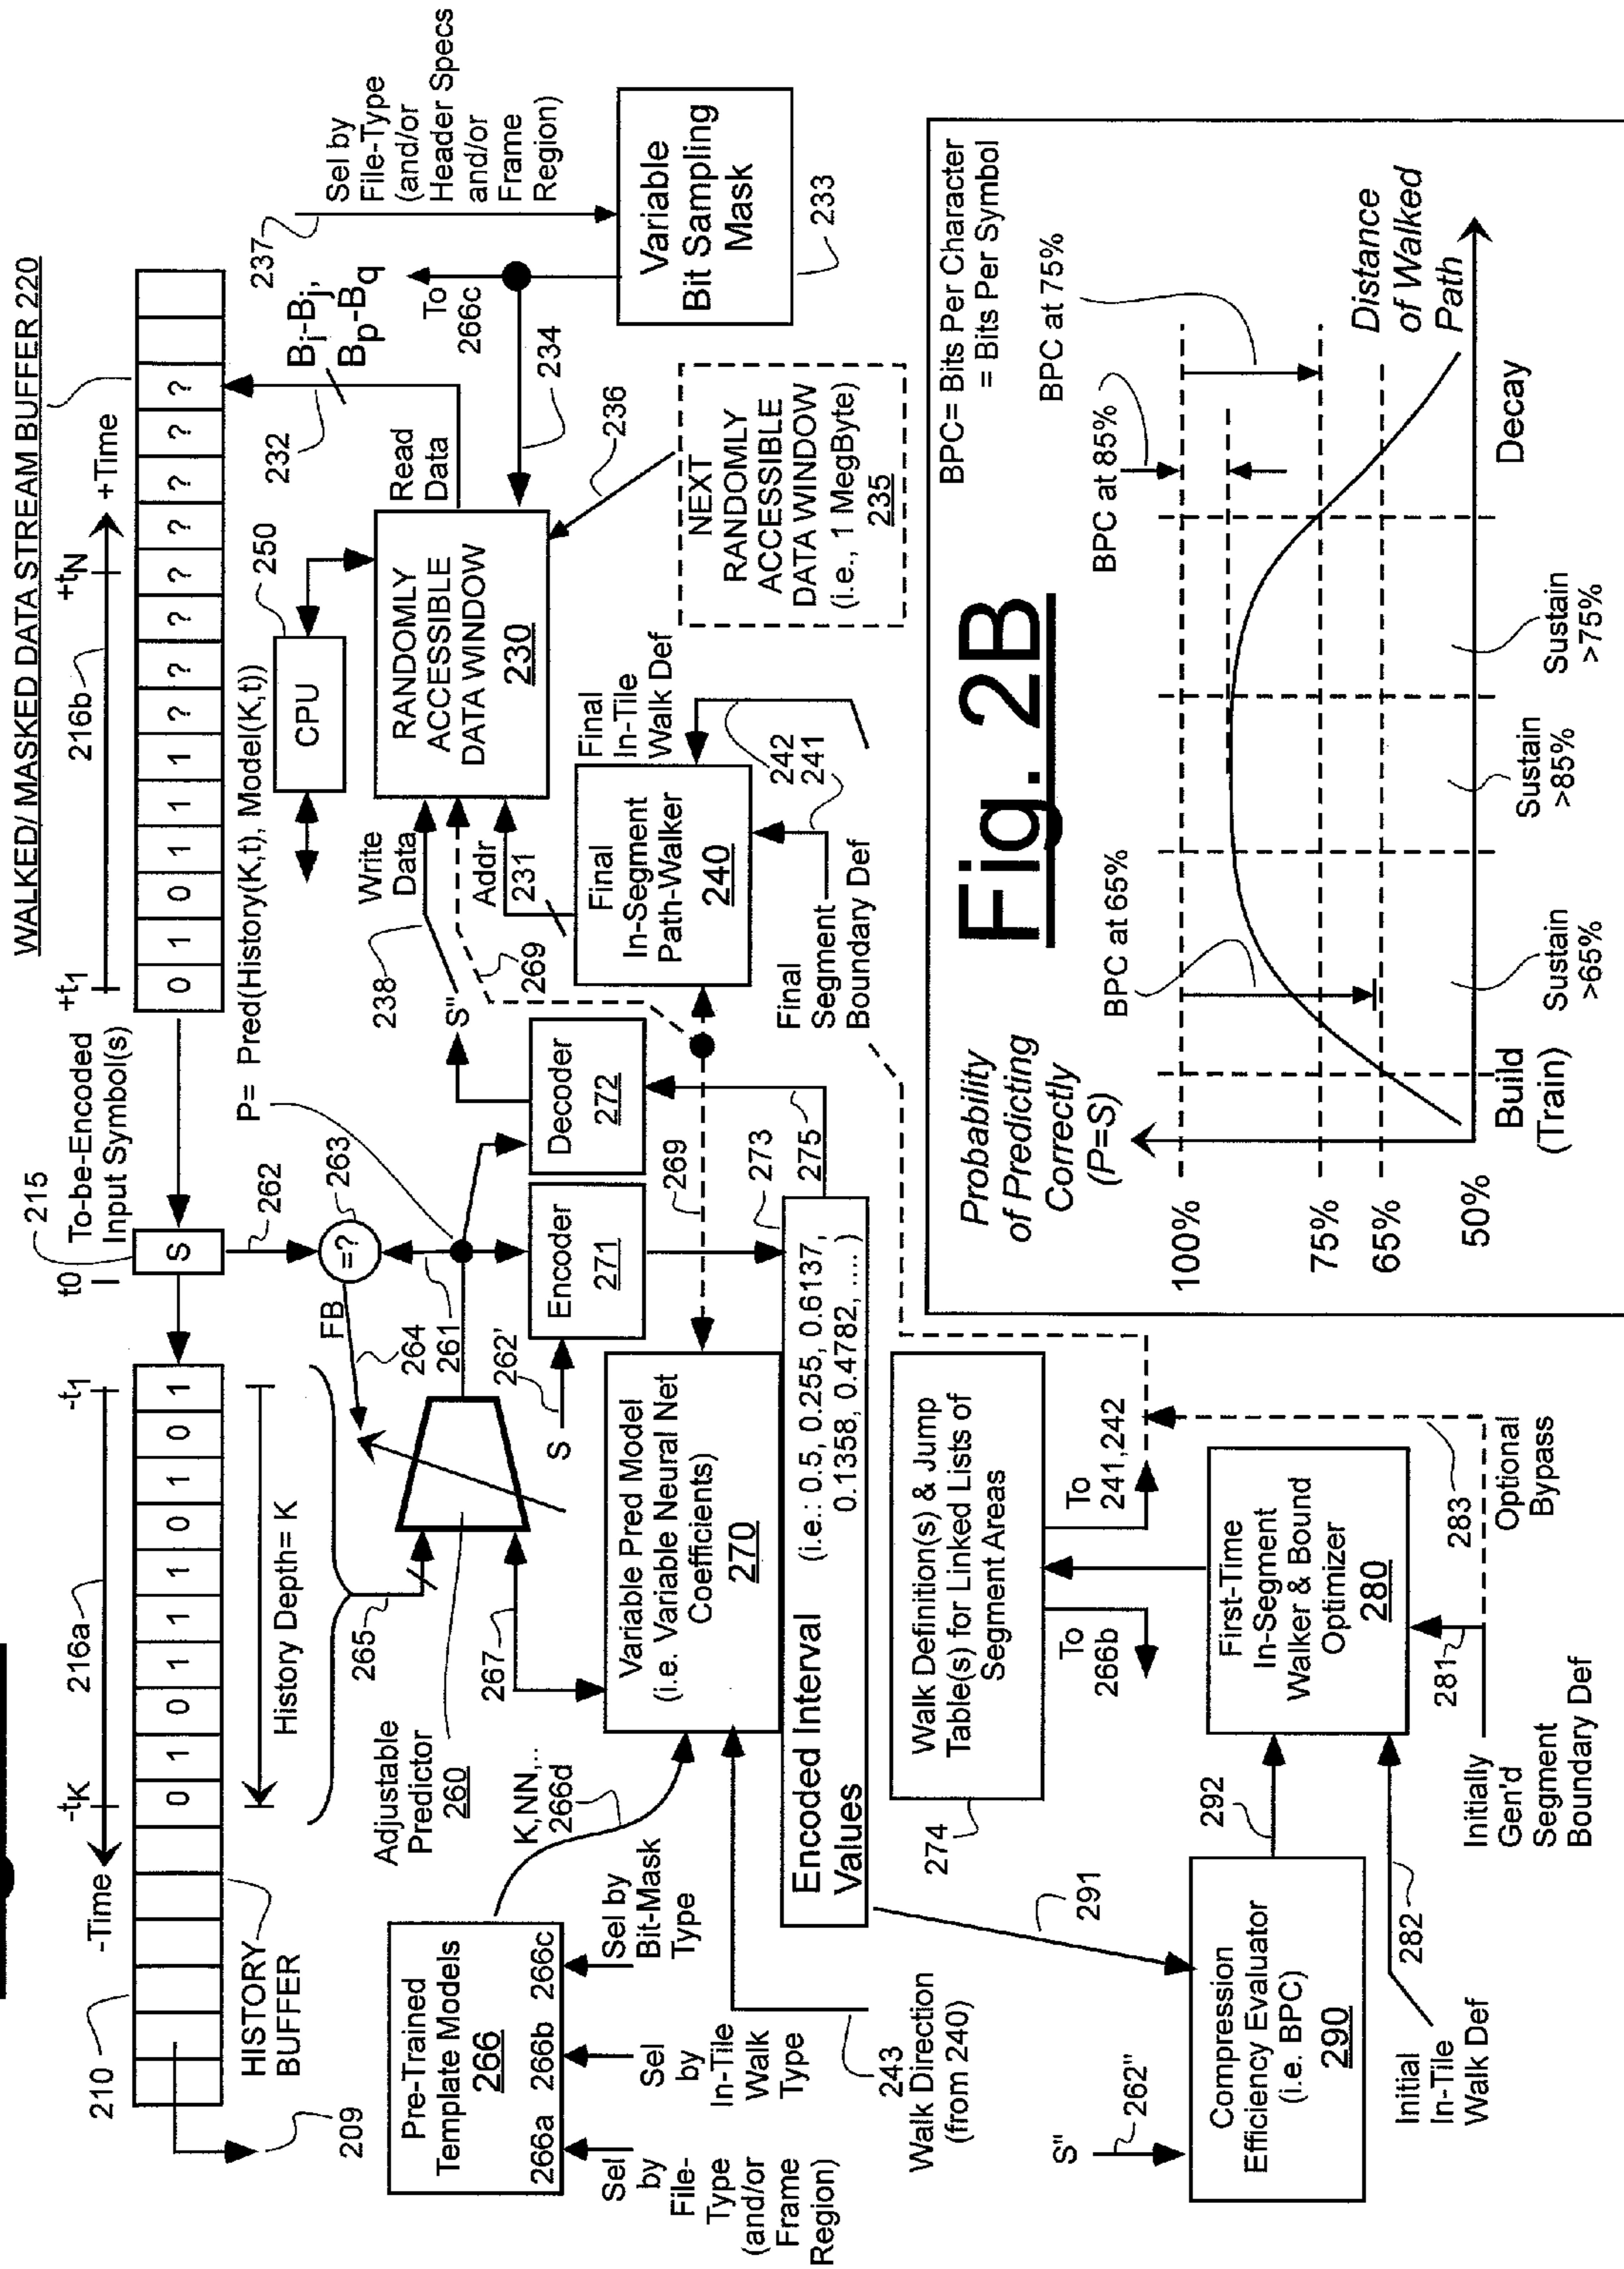 WALKED/ MASKED DATA STREAM BUFFER 220
-Time
-tK
216a
-t1
t0
215
To-be-Encoded
Input Symbol(s)
+t1
216b
+tN
+Time
210
0 1 0 1 1 1 0 1 0 1
S
0 1 0 1 1 1 ? ? ? ? ? ? ? ?
209
HISTORY
BUFFER
History Depth= K
262
=?
263
FB
264
261
265
P= Pred(History(K,t), Model(K,t))
CPU
250
232
Bi-Bj,
Bp-Bq
237
Sel by
File-Type
(and/or
Header Specs
and/or
Frame
Region)
Read
Data
To
266c
234
236
Variable
Bit Sampling
Mask
233
RANDOMLY
ACCESSIBLE
DATA WINDOW
230
NEXT
RANDOMLY
ACCESSIBLE
DATA WINDOW
(i.e., 1 MegByte)
235
Write
Data
238
S"
269
Addr
231
Final
In-Segment
Path-Walker
240
Final
In-Tile
Walk Def
242
241
Final
Segment
Boundary Def
Adjustable
Predictor
260
267
262'
S
Encoder
271
Decoder
272
269
273
275
Pre-Trained
Template Models
266
266a 266b 266c
K,NN,..
266d
Sel
by
File-
Type
(and/or
Frame
Region)
Sel
by
In-Tile
Walk
Type
Sel by
Bit-Mask
Type
243
Walk Direction
(from 240)
Variable Pred Model
(i.e. Variable Neural Net
Coefficients)
270
Encoded Interval
Values
(i.e.: 0.5, 0.255, 0.6137,
0.1358, 0.4782, .... )
291
274
Walk Definition(s) & Jump
Table(s) for Linked Lists of
Segment Areas
To
266b
To
241,242
S"
262"
Compression
Efficiency Evaluator
(i.e. BPC)
290
292
282
Initial
In-Tile
Walk Def
First-Time
In-Segment
Walker & Bound
Optimizer
280
281
Initially
Gen'd
Segment
Boundary Def
283
Optional
Bypass
Fig. 2B
BPC= Bits Per Character
= Bits Per Symbol
Probability
of Predicting
Correctly
(P=S)
100%
75%
65%
50%
BPC at 65%
BPC at 85%
BPC at 75%
Distance
of Walked
Path
Build
(Train)
Sustain
>65%
Sustain
>85%
Sustain
>75%
Decay